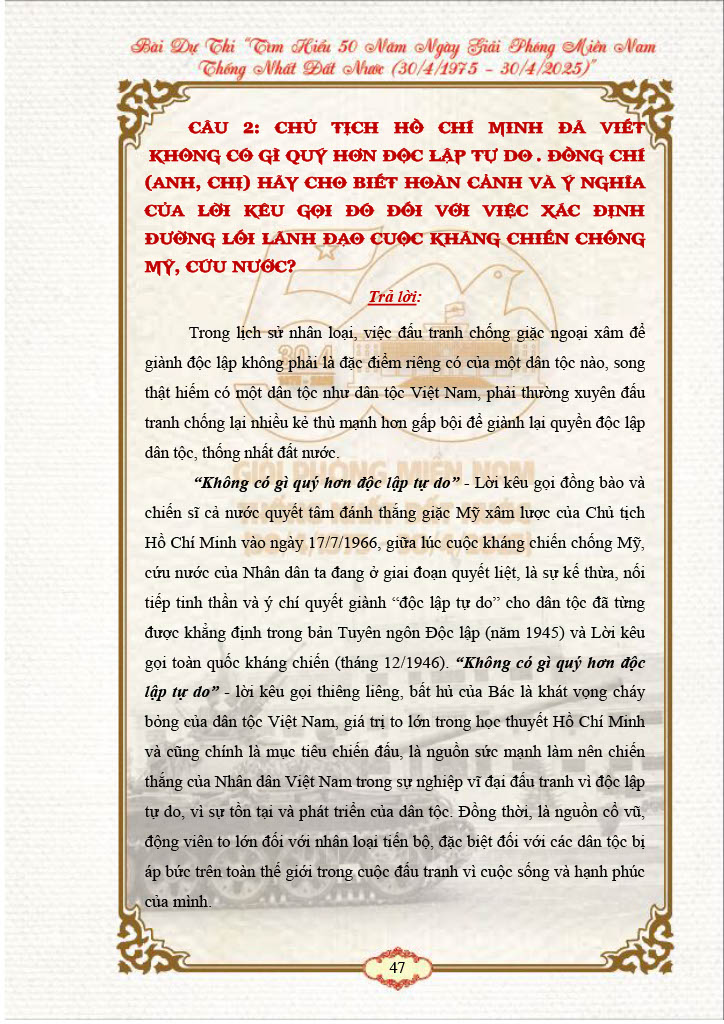 Bài Dự Thi “Tìm Hiểu 50 Năm Ngày Giải Phóng Miền Nam
Thống Nhất Đất Nước (30/4/1975 – 30/4/2025)”
CÂU 2: CHỦ TỊCH HỒ CHÍ MINH ĐÃ VIẾT
KHÔNG CÓ GÌ QUÝ HƠN ĐỘC LẬP TỰ DO . ĐỒNG CHÍ
(ANH, CHỊ) HÃY CHO BIẾT HOÀN CẢNH VÀ Ý NGHĨA
CỦA LỜI KÊU GỌI ĐÓ ĐỐI VỚI VIỆC XÁC ĐỊNH
ĐƯỜNG LỐI LÃNH ĐẠO CUỘC KHÁNG CHIẾN CHỐNG
MỸ, CỨU NƯỚC?
Trả lời:
Trong lịch sử nhân loại, việc đấu tranh chống giặc ngoại xâm để
giành độc lập không phải là đặc điểm riêng có của một dân tộc nào, song
thật hiếm có một dân tộc như dân tộc Việt Nam, phải thường xuyên đấu
tranh chống lại nhiều kẻ thù mạnh hơn gấp bội để giành lại quyền độc lập
dân tộc, thống nhất đất nước.
“Không có gì quý hơn độc lập tự do” - Lời kêu gọi đồng bào và
chiến sĩ cả nước quyết tâm đánh thắng giặc Mỹ xâm lược của Chủ tịch
Hồ Chí Minh vào ngày 17/7/1966, giữa lúc cuộc kháng chiến chống Mỹ,
cứu nước của Nhân dân ta đang ở giai đoạn quyết liệt, là sự kế thừa, nối
tiếp tinh thần và ý chí quyết giành “độc lập tự do” cho dân tộc đã từng
được khẳng định trong bản Tuyên ngôn Độc lập (năm 1945) và Lời kêu
gọi toàn quốc kháng chiến (tháng 12/1946). “Không có gì quý hơn độc
lập tự do” - lời kêu gọi thiêng liêng, bất hủ của Bác là khát vọng cháy
bỏng của dân tộc Việt Nam, giá trị to lớn trong học thuyết Hồ Chí Minh
và cũng chính là mục tiêu chiến đấu, là nguồn sức mạnh làm nên chiến
thắng của Nhân dân Việt Nam trong sự nghiệp vĩ đại đấu tranh vì độc lập
tự do, vì sự tồn tại và phát triển của dân tộc. Đồng thời, là nguồn cổ vũ,
động viên to lớn đối với nhân loại tiến bộ, đặc biệt đối với các dân tộc bị
áp bức trên toàn thế giới trong cuộc đấu tranh vì cuộc sống và hạnh phúc
của mình.
47